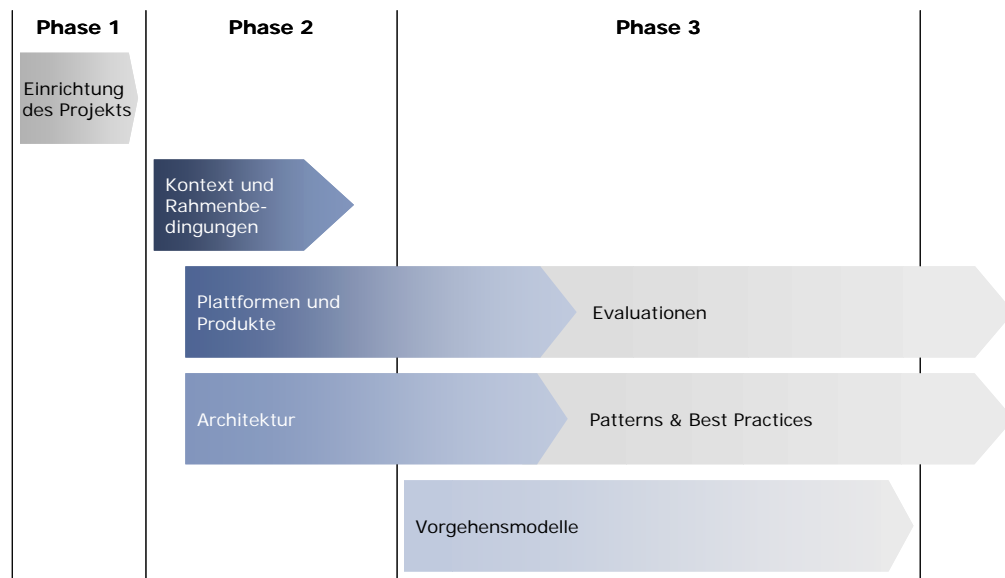 Phase 1
Phase 2
Phase 3
Einrichtung
des Projekts
Kontext und
Rahmenbe-
dingungen
Plattformen und
Produkte
Evaluationen
Architektur
Patterns & Best Practices
Vorgehensmodelle